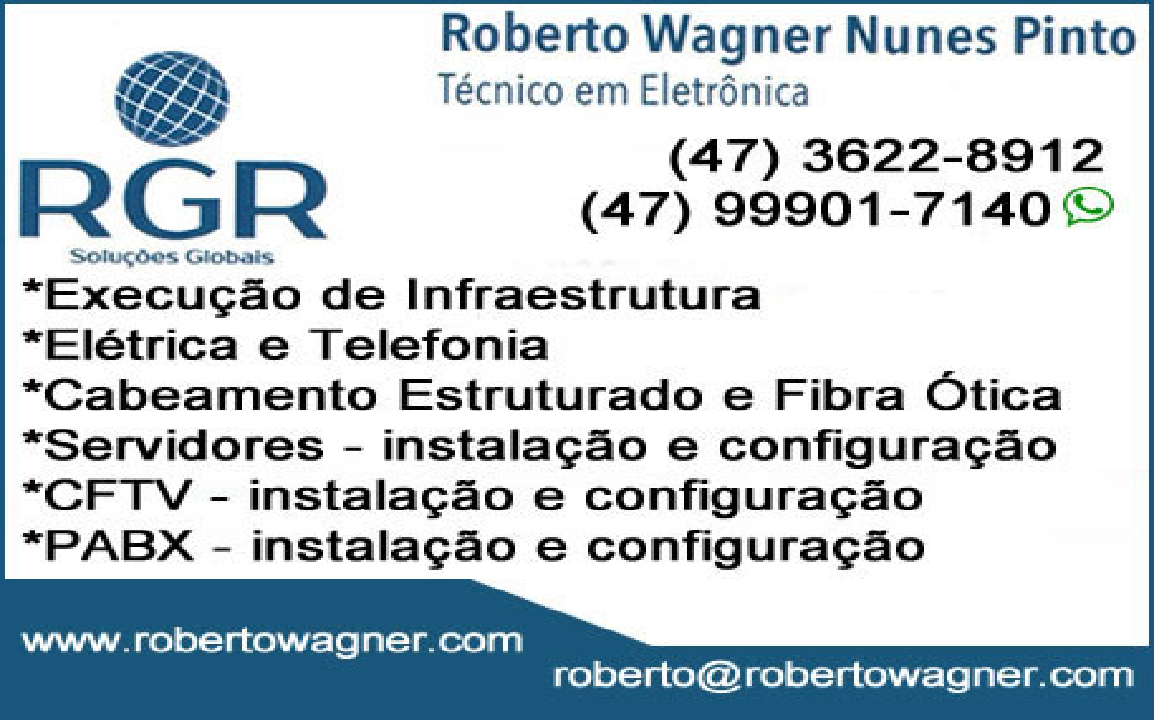 Roberto Wagner Nunes Pinto
Técnico em Eletrônica
(47) 3622-8912
(47) 99901-7140
RGR
Soluções Globais
*Execução de Infraestrutura
*Elétrica e Telefonia
*Cabeamento Estruturado e Fibra Ótica
*Servidores - instalação e configuração
*CFTV - instalação e configuração
*PABX - instalação e configuração
www.robertowagner.com
roberto@robertowagner.com